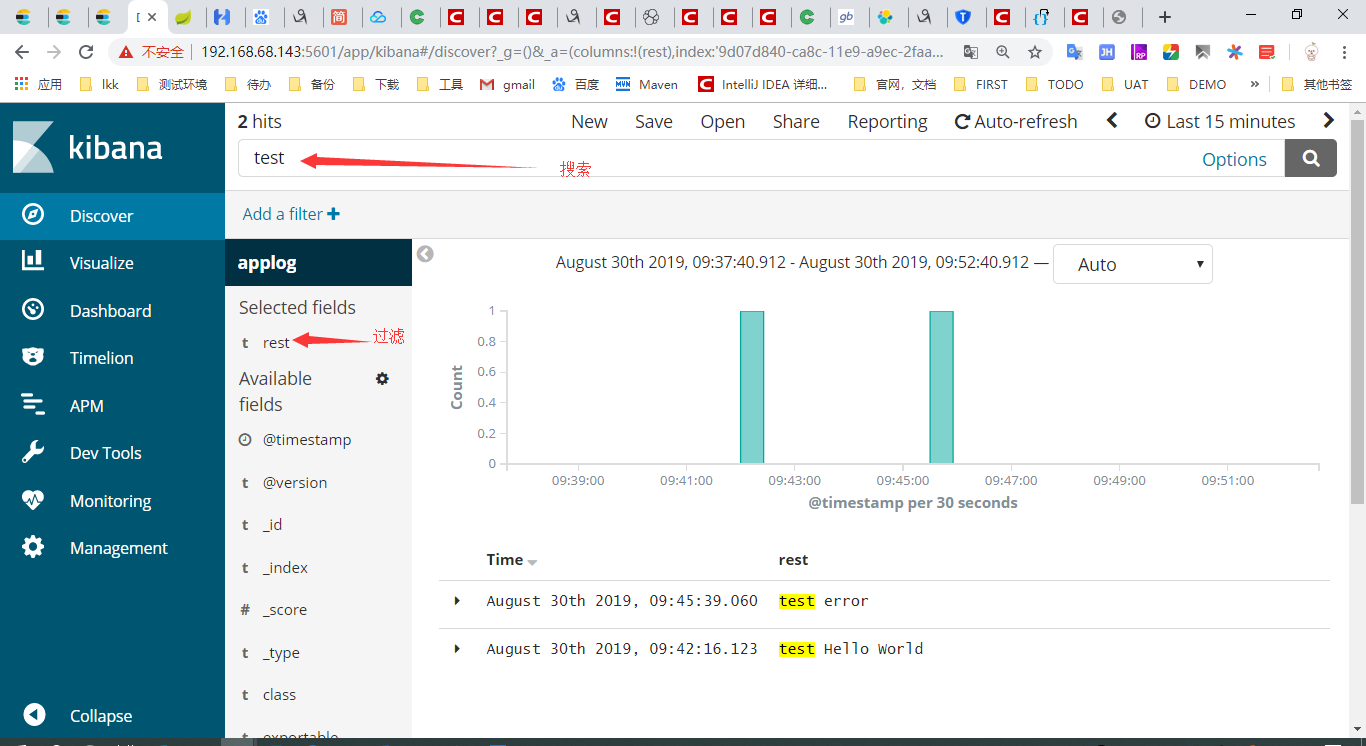 [
不安全 192.168.68.143:5601/app/kibana#/discover?_g=()&_a=(columns:!(rest),index:'9d07d840-ca8c-11e9-a9ec-2faa...
应用 lkk 测试环境 待办 备份 下载 工具 gmail 百度 Maven IntelliJ IDEA 详细... 官网，文档 FIRST TODO UAT DEMO » 其他书签
kibana
2 hits New Save Open Share Reporting Auto-refresh Last 15 minutes
test 搜索 Options
Add a filter
Discover
Visualize
Dashboard
Timelion
APM
Dev Tools
Monitoring
Management
Collapse
applog
Selected fields
t rest 过滤
Available
fields
@timestamp
t @version
t _id
t _index
# _score
t _type
t class
exportable
August 30th 2019, 09:37:40.912 - August 30th 2019, 09:52:40.912 — Auto
Count
1
0.8
0.6
0.4
0.2
0
09:39:00 09:41:00 09:43:00 09:45:00 09:47:00 09:49:00 09:51:00
@timestamp per 30 seconds
Time rest
August 30th 2019, 09:45:39.060 test error
August 30th 2019, 09:42:16.123 test Hello World